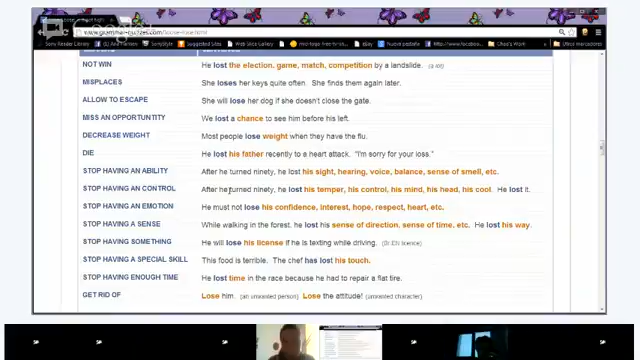 NOT WIN He lost the election, game, match, competition by a landslide. (a lot)
MISPLACES She loses her keys quite often. She finds them again later.
ALLOW TO ESCAPE She will lose her dog if she doesn't close the gate.
MISS AN OPPORTUNTITY We lost a chance to see him before his left.
DECREASE WEIGHT Most people lose weight when they have the flu.
DIE He lost his father recently to a heart attack. "I'm sorry for your loss."
STOP HAVING AN ABILITY After he turned ninety, he lost his sight, hearing, voice, balance, sense of smell, etc.
STOP HAVING AN CONTROL After he turned ninety, he lost his temper, his control, his mind, his head, his cool. He lost it.
STOP HAVING AN EMOTION He must not lose his confidence, interest, hope, respect, heart, etc.
STOP HAVING A SENSE While walking in the forest, he lost his sense of direction, sense of time, etc. He lost his way.
STOP HAVING SOMETHING He will lose his license if he is texting while driving. (Br.EN licence)
STOP HAVING A SPECIAL SKILL This food is terrible. The chef has lost his touch.
STOP HAVING ENOUGH TIME He lost time in the race because he had to repair a flat tire.
GET RID OF Lose him. (an unwanted person) Lose the attitude! (unwanted character)